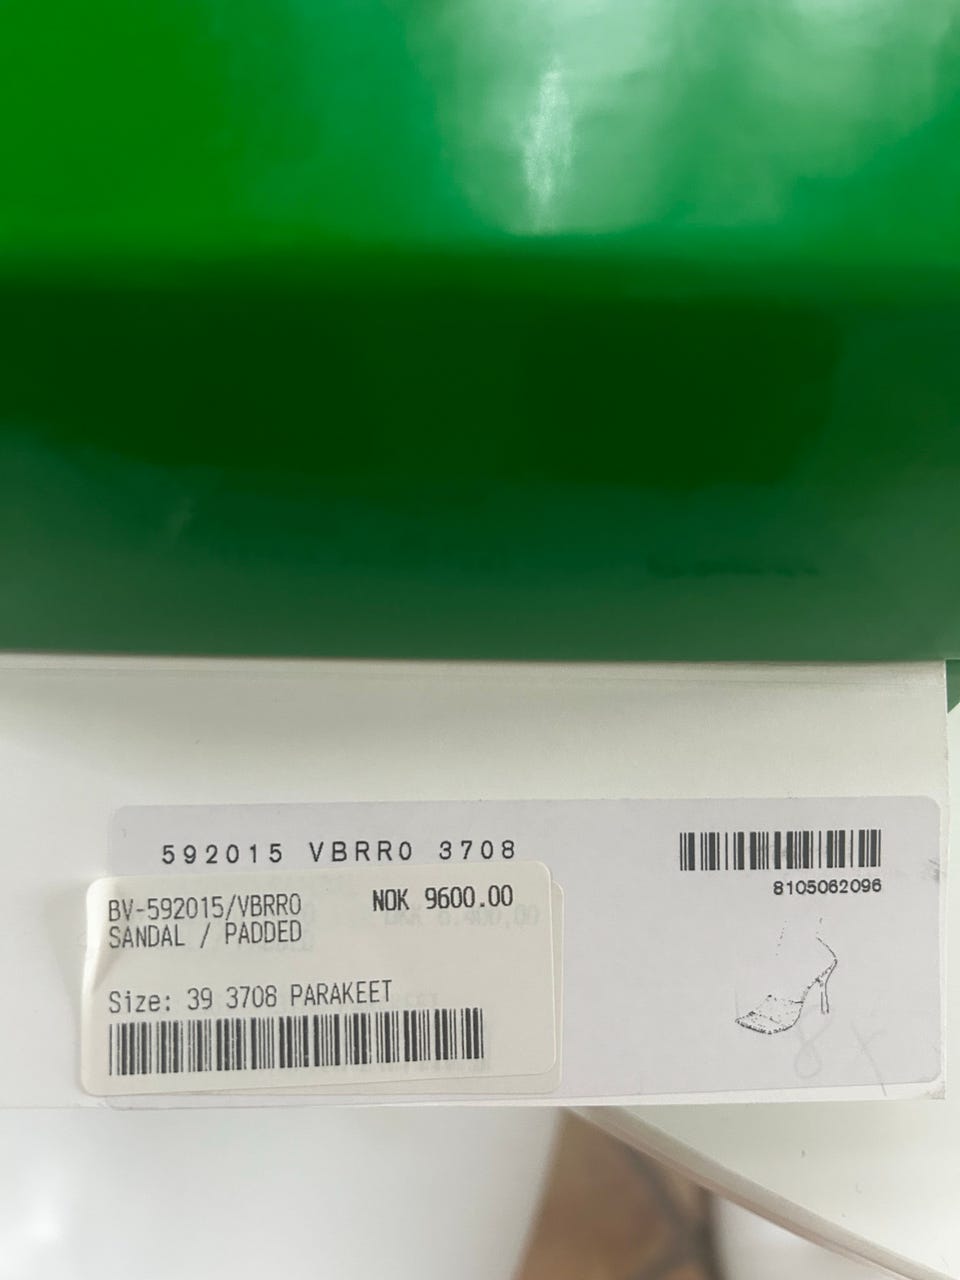 592015 VBRR0 3708
8105062096
BV-592015/VBRR0 NOK 9600.00
SANDAL / PADDED
Size: 39 3708 PARAKEET